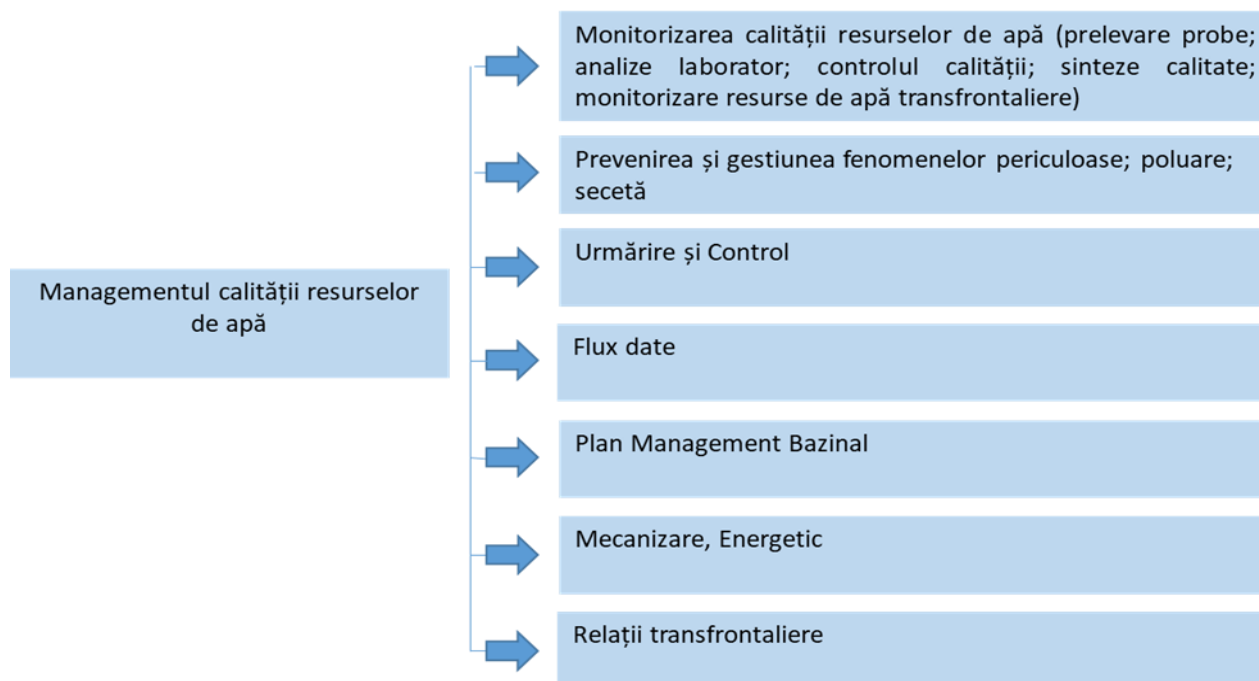 Monitorizarea calității resurselor de apă (prelevare probe;
analize laborator; controlul calității; sinteze calitate;
monitorizare resurse de apă transfrontaliere)
Prevenirea și gestiunea fenomenelor periculoase; poluare;
secetă
Urmărire și Control
Managementul calității resurselor
de apă
Flux date
Plan Management Bazinal
Mecanizare, Energetic
Relații transfrontaliere